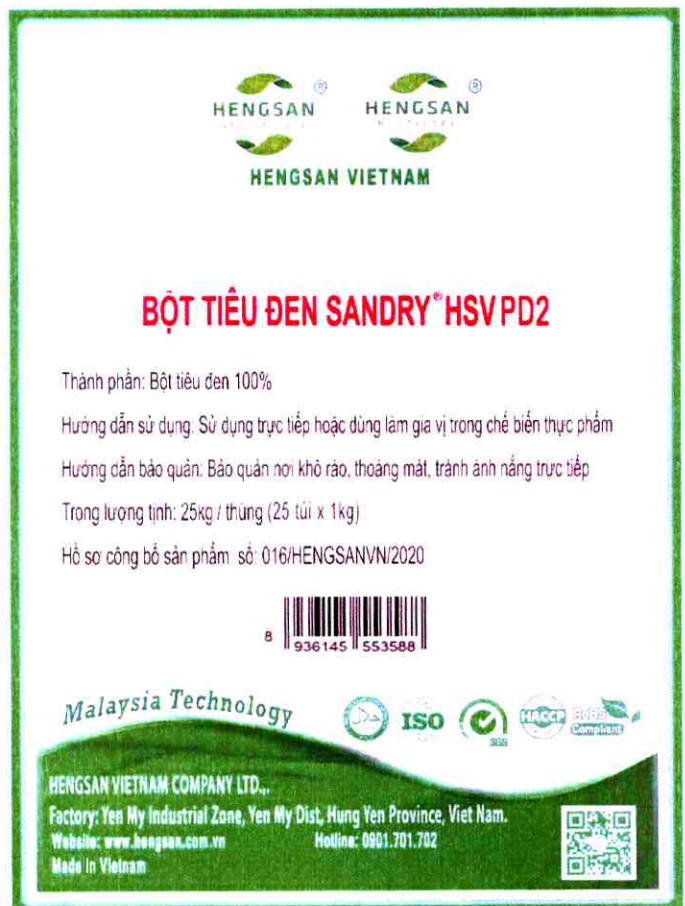 HENGSAN ® HENGSAN ®
HENGSAN VIETNAM
BỘT TIÊU ĐEN SANDRY® HSV PD2
Thành phần: Bột tiêu đen 100%
Hướng dẫn sử dụng: Sử dụng trực tiếp hoặc dùng làm gia vị trong chế biến thực phẩm
Hướng dẫn bảo quản: Bảo quản nơi khô ráo, thoáng mát, tránh ánh nắng trực tiếp
Trong lượng tịnh: 25kg / thùng (25 túi x 1kg)
Hồ sơ công bố sản phẩm số: 016/HENGSANVN/2020
8 936145 553588
Malaysia Technology
حلال ISO SGS HACCP RoHS Compliant
HENGSAN VIETNAM COMPANY LTD.,.
Factory: Yen My Industrial Zone, Yen My Dist, Hung Yen Province, Viet Nam.
Website: www.hengsan.com.vn Hotline: 0901.701.702
Made in Vietnam